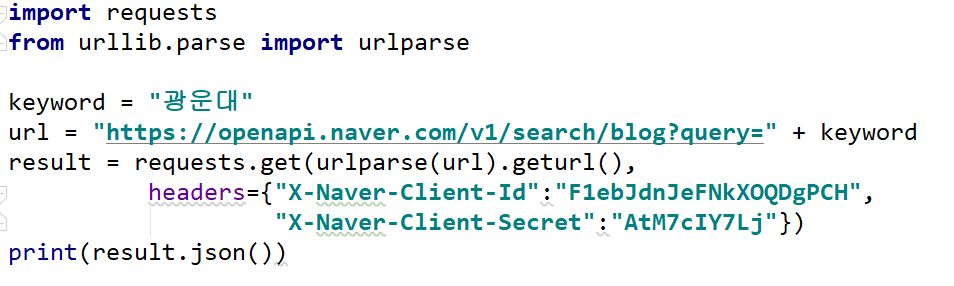 import requests
from urllib.parse import urlparse
keyword = "광운대"
url = "https://openapi.naver.com/v1/search/blog?query=" + keyword
result = requests.get(urlparse(url).geturl(),
headers={"X-Naver-Client-Id":"F1ebJdnJeFNkXOQDgPCH",
"X-Naver-Client-Secret":"AtM7cIY7Lj"})
print(result.json())